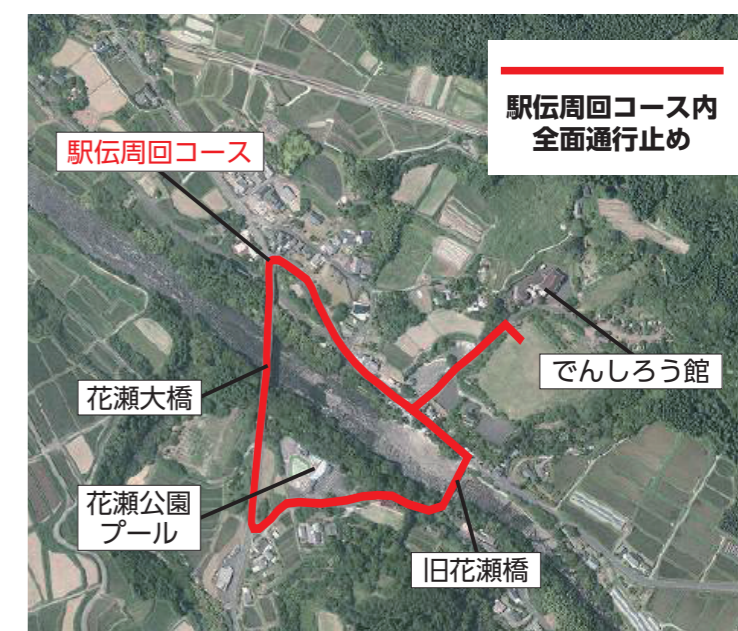 駅伝周回コース内
全面通行止め
駅伝周回コース
でんしろう館
花瀬大橋
花瀬公園
プール
旧花瀬橋